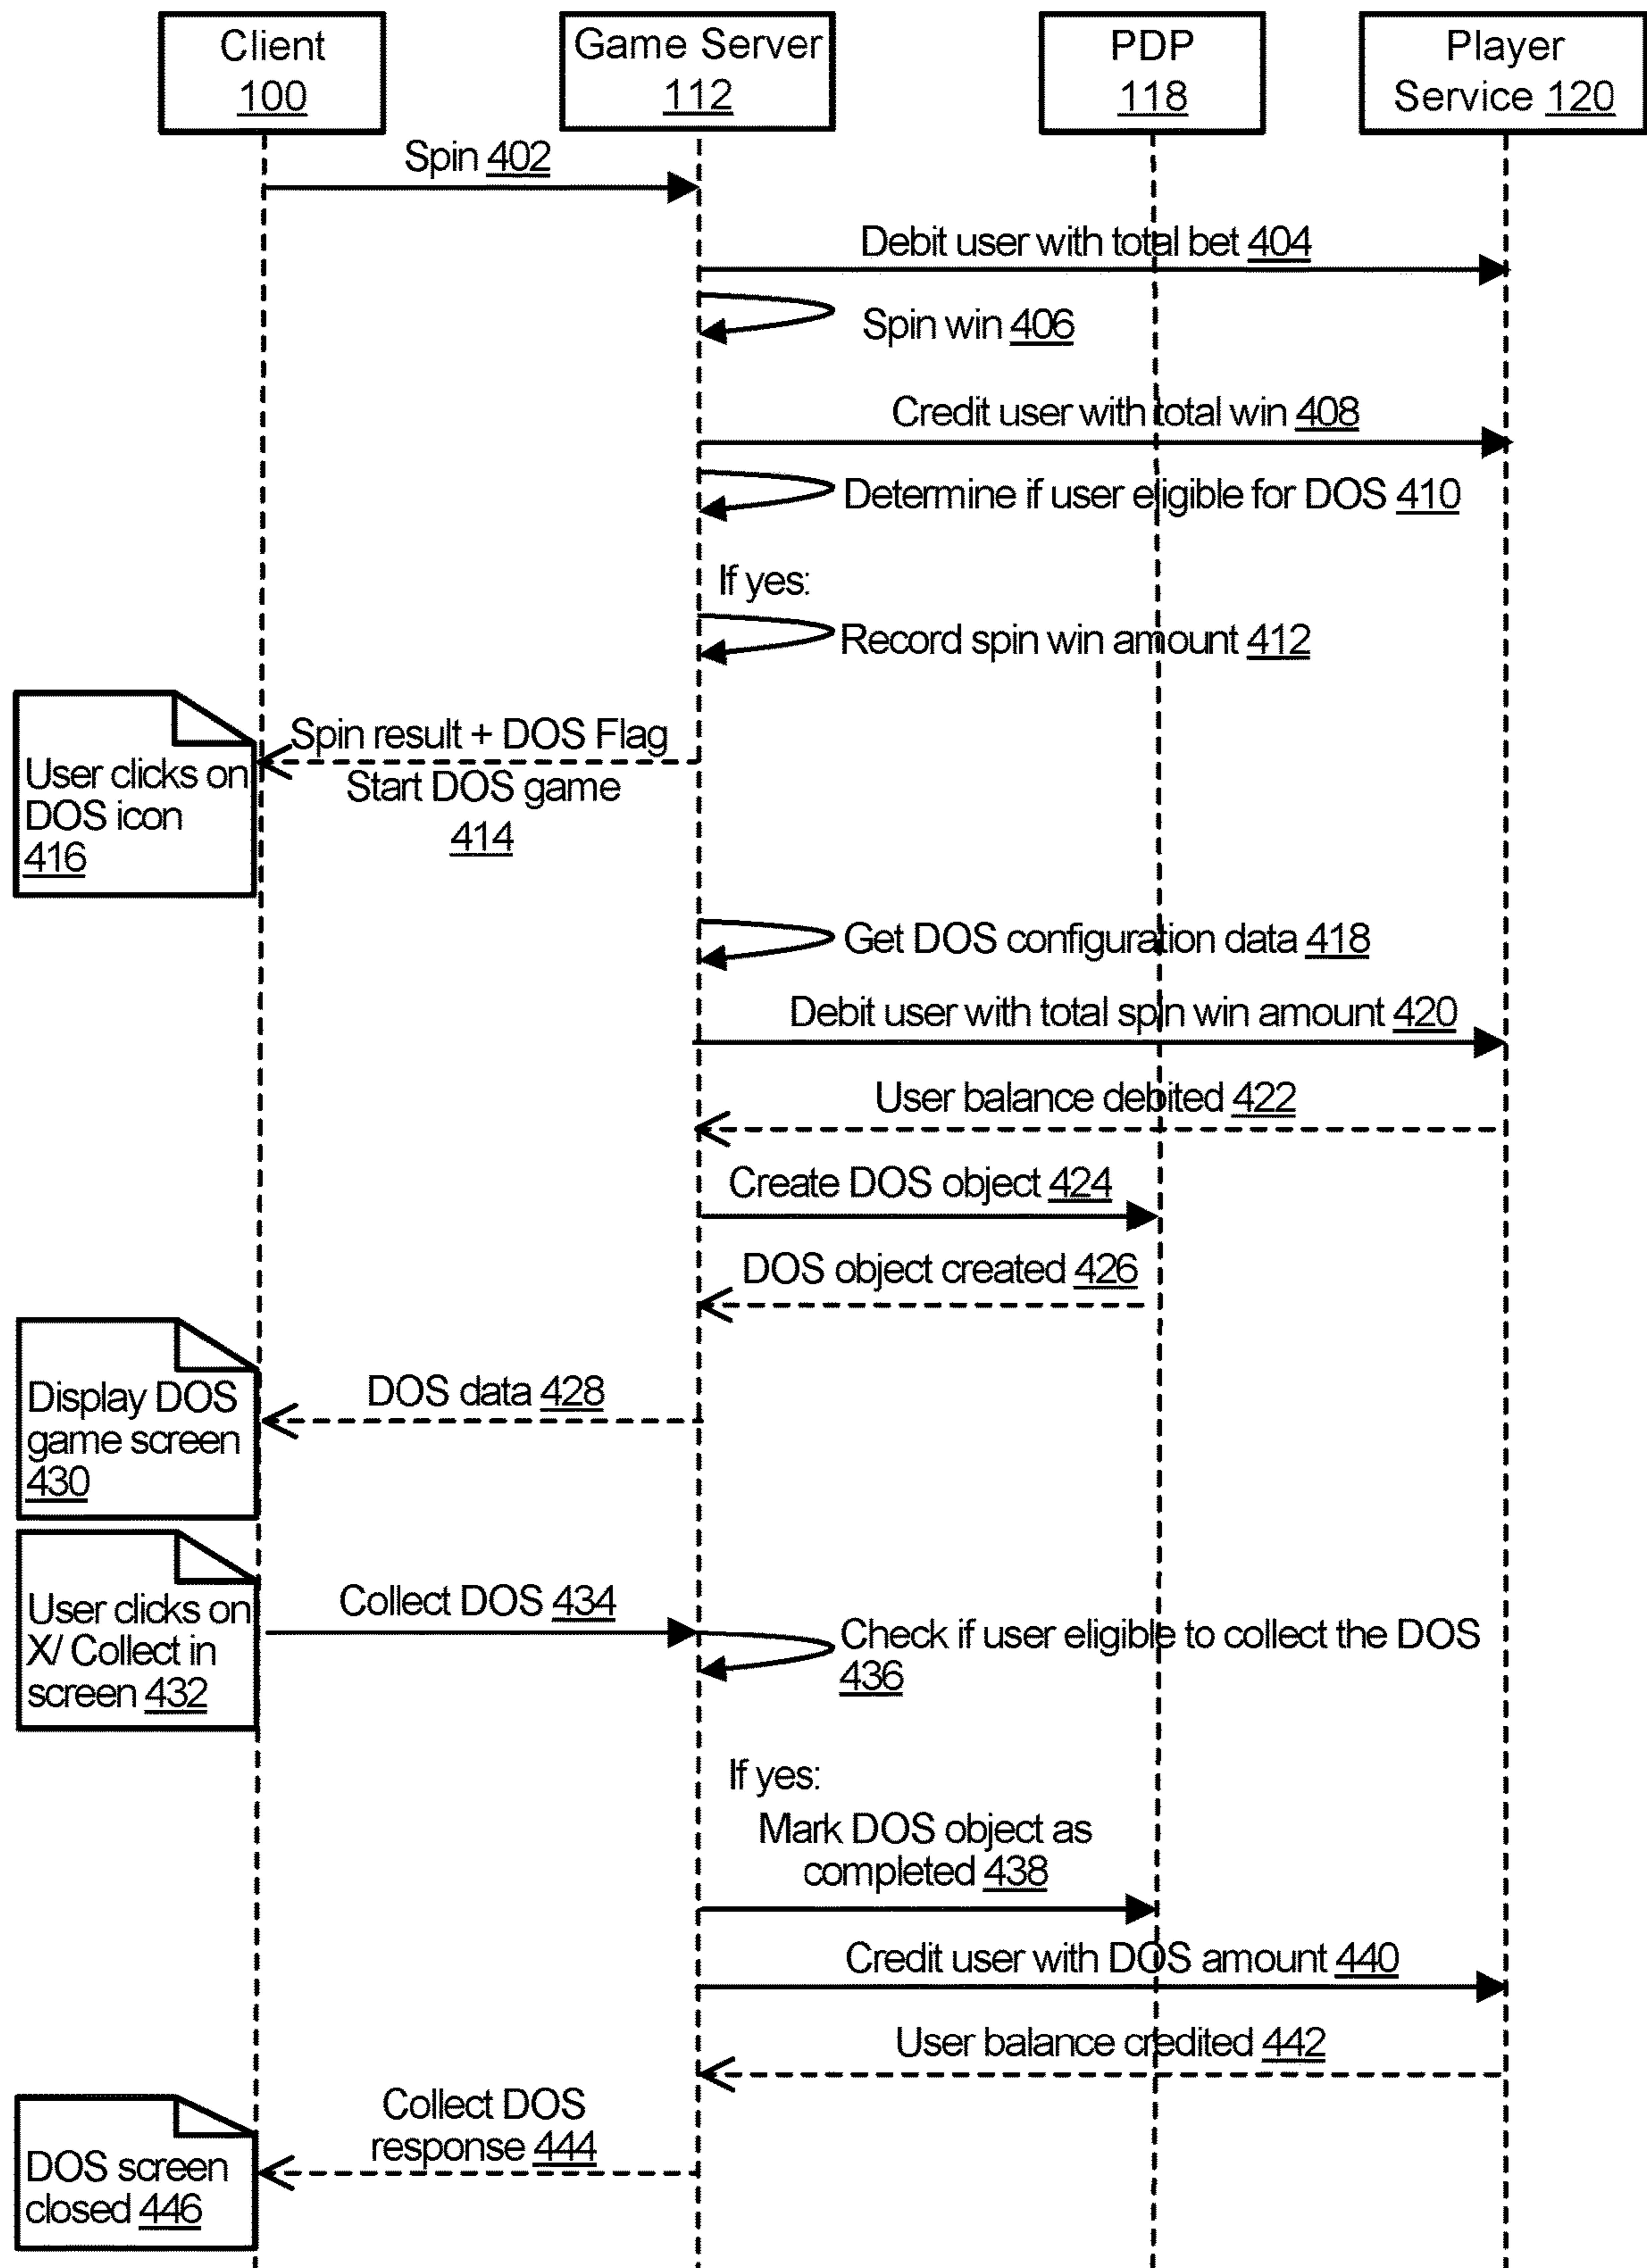 Client
100
Game Server
112
PDP
118
Player
Service 120
Spin 402
Debit user with total bet 404
Spin win 406
Credit user with total win 408
Determine if user eligible for DOS 410
If yes:
Record spin win amount 412
Spin result + DOS Flag
Start DOS game
414
User clicks on
DOS icon
416
Get DOS configuration data 418
Debit user with total spin win amount 420
User balance debited 422
Create DOS object 424
DOS object created 426
DOS data 428
Display DOS
game screen
430
User clicks on
X/ Collect in
screen 432
Collect DOS 434
Check if user eligible to collect the DOS
436
If yes:
Mark DOS object as
completed 438
Credit user with DOS amount 440
User balance credited 442
Collect DOS
response 444
DOS screen
closed 446